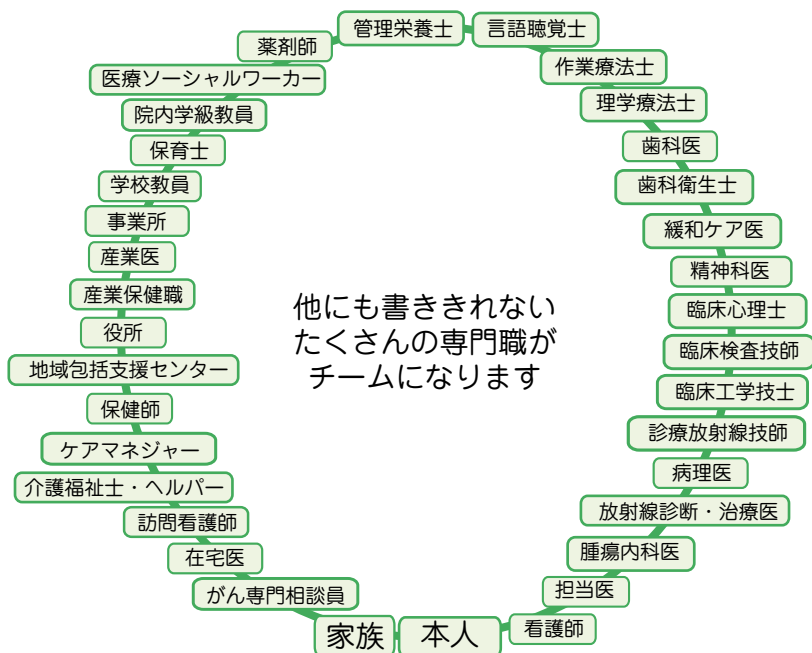 管理栄養士
言語聴覚士
薬剤師
作業療法士
医療ソーシャルワーカー
理学療法士
院内学級教員
歯科医
保育士
歯科衛生士
学校教員
緩和ケア医
事業所
精神科医
産業医
臨床心理士
産業保健職
臨床検査技師
役所
臨床工学技士
地域包括支援センター
診療放射線技師
保健師
病理医
ケアマネジャー
放射線診断・治療医
介護福祉士・ヘルパー
腫瘍内科医
訪問看護師
担当医
在宅医
看護師
がん専門相談員
本人
家族
他にも書ききれない
たくさんの専門職が
チームになります